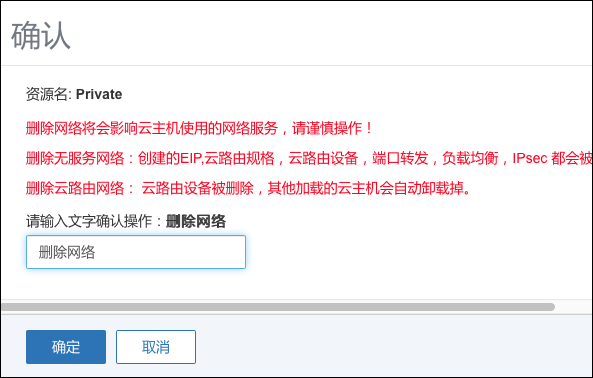 确认
资源名: Private
删除网络将会影响云主机使用的网络服务，请谨慎操作！
删除无服务网络：创建的EIP,云路由规格，云路由设备，端口转发，负载均衡，IPsec 都会被
删除云路由网络： 云路由设备被删除，其他加载的云主机会自动卸载掉。
请输入文字确认操作：删除网络
删除网络
确定 取消